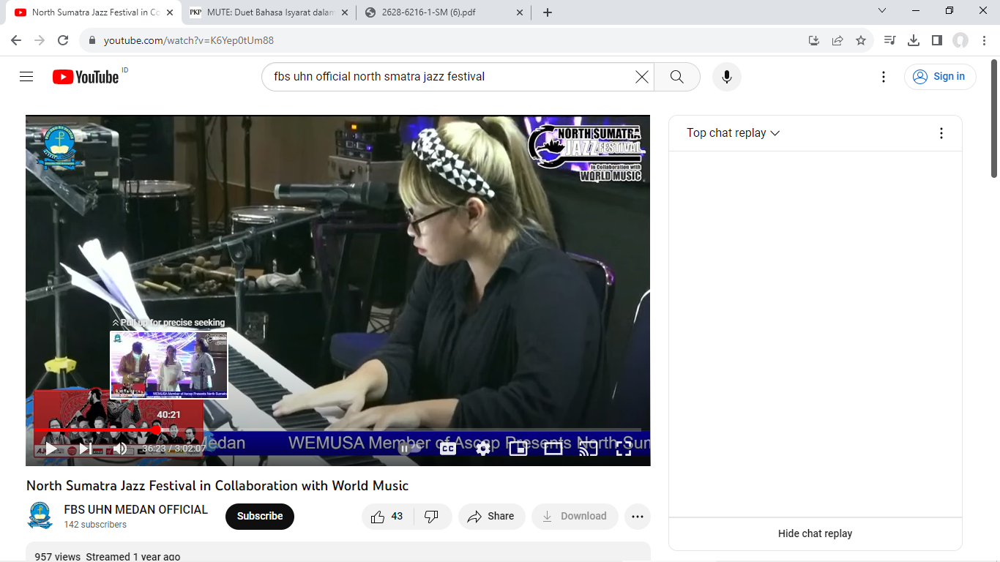 North Sumatra Jazz Festival in Co
PKP MUTE: Duet Bahasa Isyarat dalam
2628-6216-1-SM (6).pdf
youtube.com/watch?v=K6Yep0tUm88
YouTube ID
fbs uhn official north smatra jazz festival
Sign in
NORTH SUMATRA
JAZZ FESTIVAL
In Collaboration with
WORLD MUSIC
Top chat replay
Pull up for precise seeking
WEMUSA Member of Ascap Presents North Sumatr
40:21
Medan WEMUSA Member of Ascap Presents North Sum
36:23 / 3:02:07
CC
North Sumatra Jazz Festival in Collaboration with World Music
FBS UHN MEDAN OFFICIAL
142 subscribers
Subscribe
43
Share
Download
Hide chat replay
957 views Streamed 1 year ago